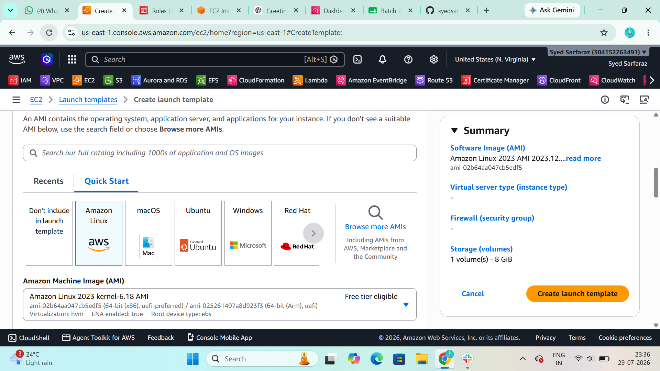 (4) Wha
Create
Roles
EC2 Im
Greetin
Dashb
Batch
syeds
Ask Gemini
us-east-1.console.aws.amazon.com/ec2/home?region=us-east-1#CreateTemplate:
aws
Search
[Alt+S]
United States (N. Virginia)
Syed Sarfaraz
IAM
VPC
EC2
S3
Aurora and RDS
EFS
CloudFormation
Lambda
Amazon EventBridge
Route 53
Certificate Manager
CloudFront
CloudWatch
EC2
Launch templates
Create launch template
An AMI contains the operating system, application server, and applications for your instance. If you don't see a suitable
AMI below, use the search field or choose Browse more AMIs.
Search our full catalog including 1000s of application and OS images
Recents
Quick Start
Don't include in launch template
Amazon Linux
aws
macOS
Mac
Ubuntu
ubuntu
Windows
Microsoft
Red Hat
Red Hat
Browse more AMIs
Including AMIs from
AWS, Marketplace and
the Community
Amazon Machine Image (AMI)
Amazon Linux 2023 kernel-6.18 AMI
Free tier eligible
ami-02b64aa047cb5edf5 (64-bit (x86), uefi-preferred) / ami-025261407a8d923f3 (64-bit (Arm), uefi)
Virtualization: hvm ENA enabled: true Root device type: ebs
Summary
Software Image (AMI)
Amazon Linux 2023 AMI 2023.12....read more
ami-02b64aa047cb5edf5
Virtual server type (instance type)
-
Firewall (security group)
-
Storage (volumes)
1 volume(s) - 8 GiB
Cancel
Create launch template
CloudShell
Agent Toolkit for AWS
Feedback
Console Mobile App
© 2026, Amazon Web Services, Inc. or its affiliates.
Privacy
Terms
Cookie preferences
3
24°C
Light rain
Search
ENG
IN
23:36
29-07-2026